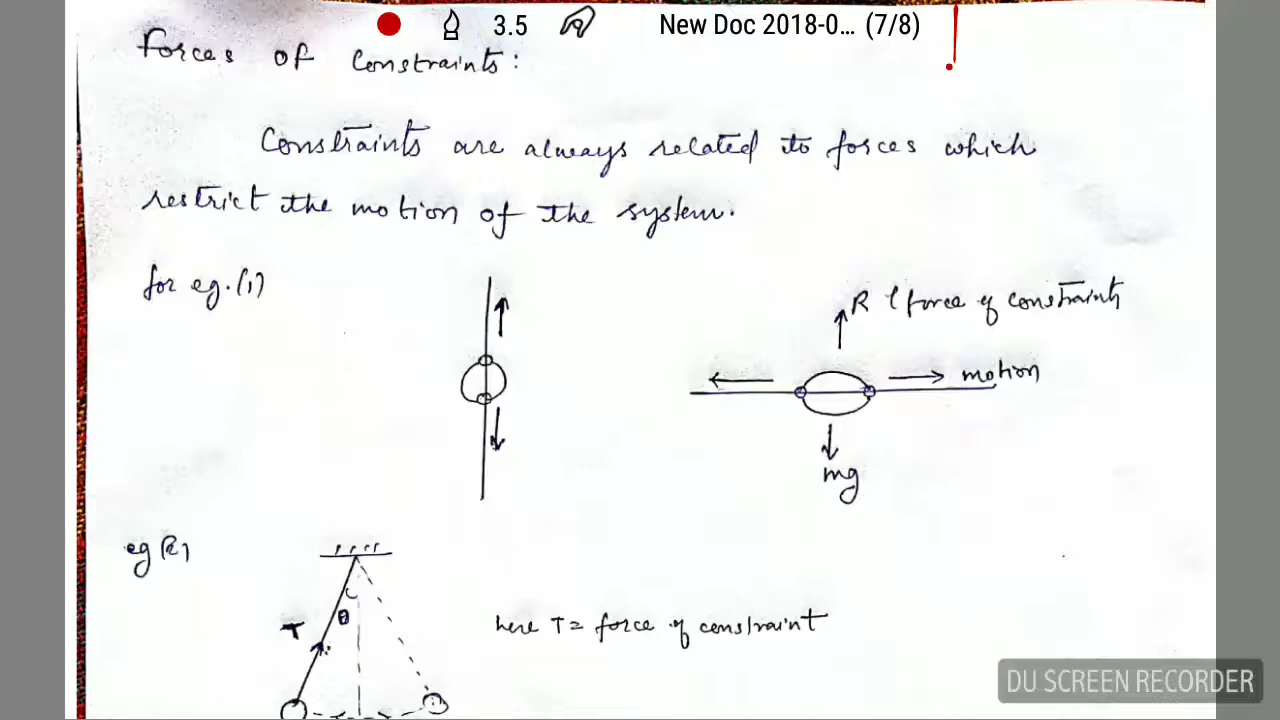 3.5 New Doc 2018-0... (7/8)
Forces of Constraints:
Constraints are always related to forces which
restrict the motion of the system.
for eg. (1)
R (force of constraints
motion
mg
eg (2)
θ
T
here T= force of constraint
DU SCREEN RECORDER